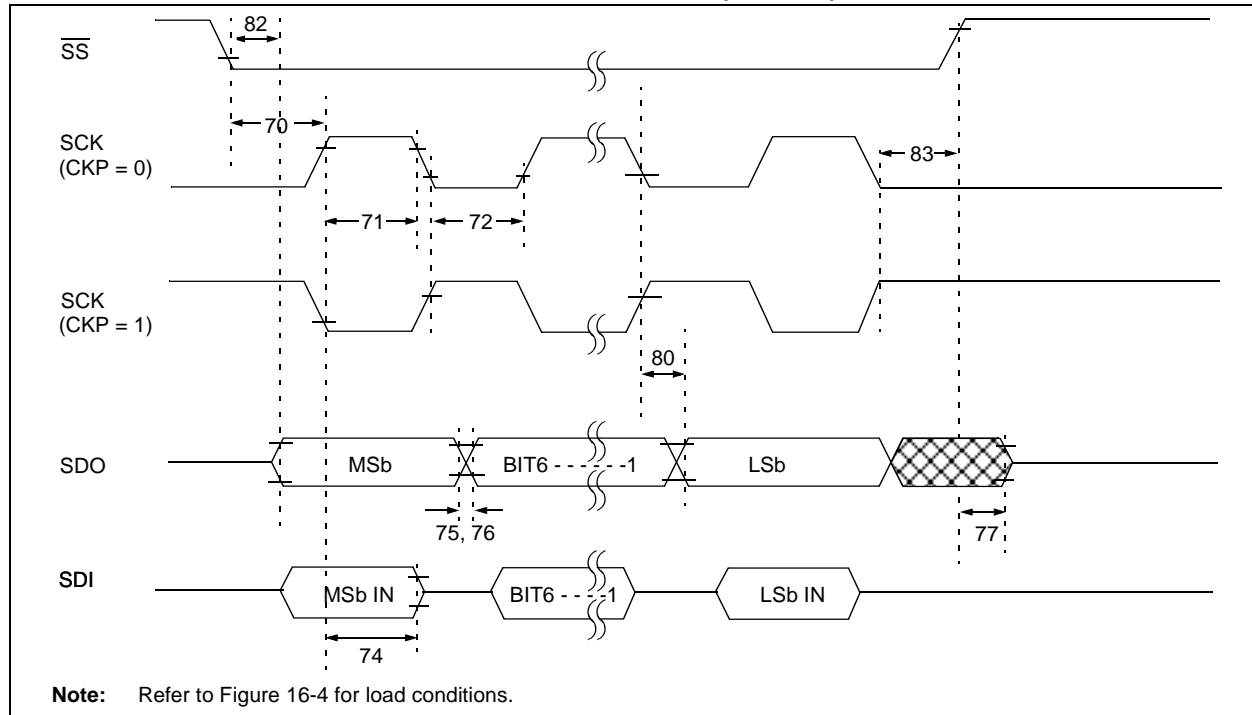 82
SS
70
SCK
(CKP = 0)
83
71
72
SCK
(CKP = 1)
80
SDO
MSb
BIT6 - - - - - -1
LSb
75, 76
77
SDI
MSb IN
BIT6 - - - -1
LSb IN
74
Note: Refer to Figure 16-4 for load conditions.